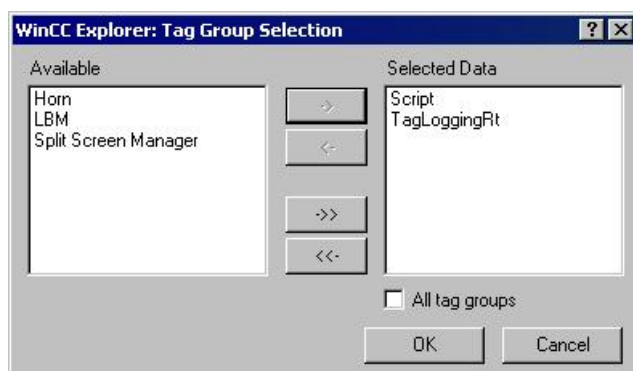 WinCC Explorer: Tag Group Selection
Available
Selected Data
Horn
LBM
Split Screen Manager
->
<-
->>
<<-
Script
TagLoggingRt
All tag groups
OK
Cancel